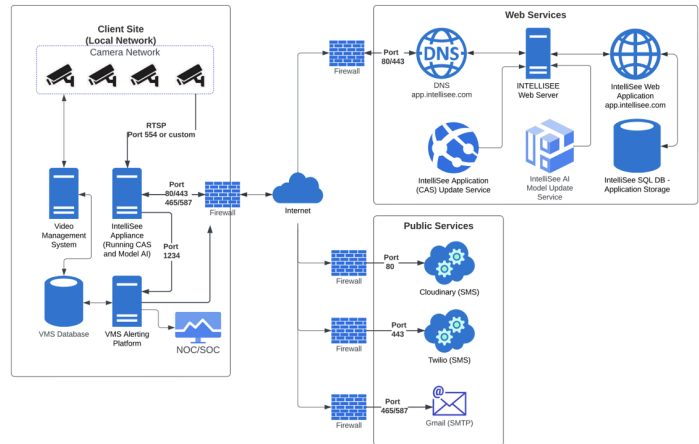 Client Site
(Local Network)
Camera Network
RTSP
Port 554 or custom
Port
80/443
465/587
Firewall
Video
Management
System
IntelliSee
Appliance
(Running CAS
and Model AI)
Port
1234
VMS Database
VMS Alerting
Platform
NOC/SOC
Internet
Firewall
Web Services
Port
80/443
DNS
DNS
app.intellisee.com
INTELLISEE
Web Server
IntelliSee Web
Application
app.intellisee.com
IntelliSee Application
(CAS) Update Service
IntelliSee AI
Model Update
Service
IntelliSee SQL DB -
Application Storage
Public Services
Firewall
Port
80
Cloudinary (SMS)
Firewall
Port
443
Twilio (SMS)
Firewall
Port
465/587
@
Gmail (SMTP)